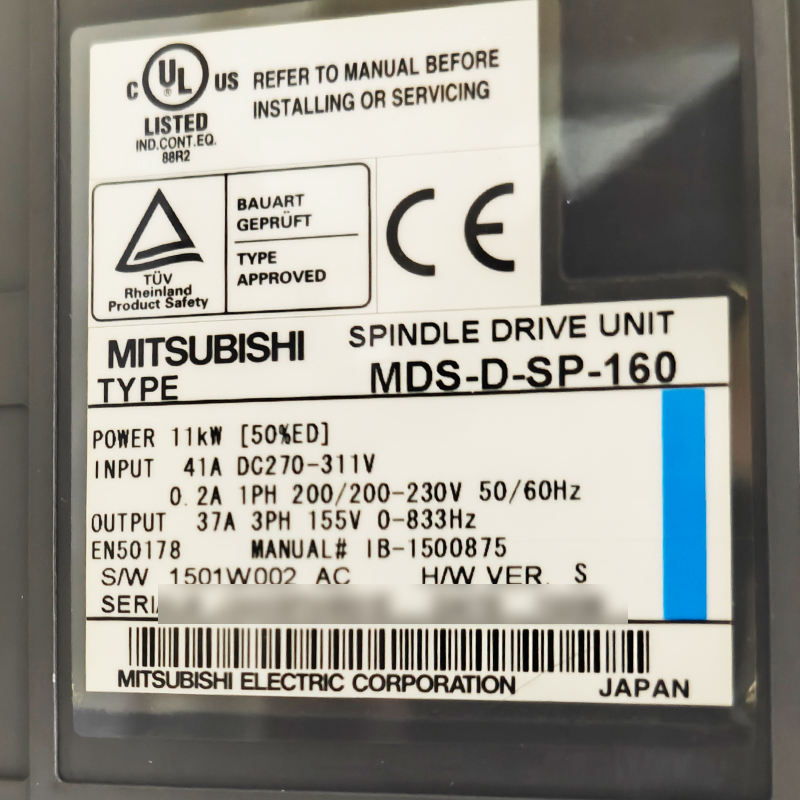 C UL US
®
LISTED
IND.CONT.EQ.
88R2
REFER TO MANUAL BEFORE
INSTALLING OR SERVICING
TÜV
Rheinland
Product Safety
BAUART
GEPRÜFT
TYPE
APPROVED
CE
MITSUBISHI SPINDLE DRIVE UNIT
TYPE MDS-D-SP-160
POWER 11kW [50%ED]
INPUT 41A DC270-311V
0.2A 1PH 200/200-230V 50/60Hz
OUTPUT 37A 3PH 155V 0-833Hz
EN50178 MANUAL# IB-1500875
S/W 1501W002 AC H/W VER. S
MITSUBISHI ELECTRIC CORPORATION JAPAN